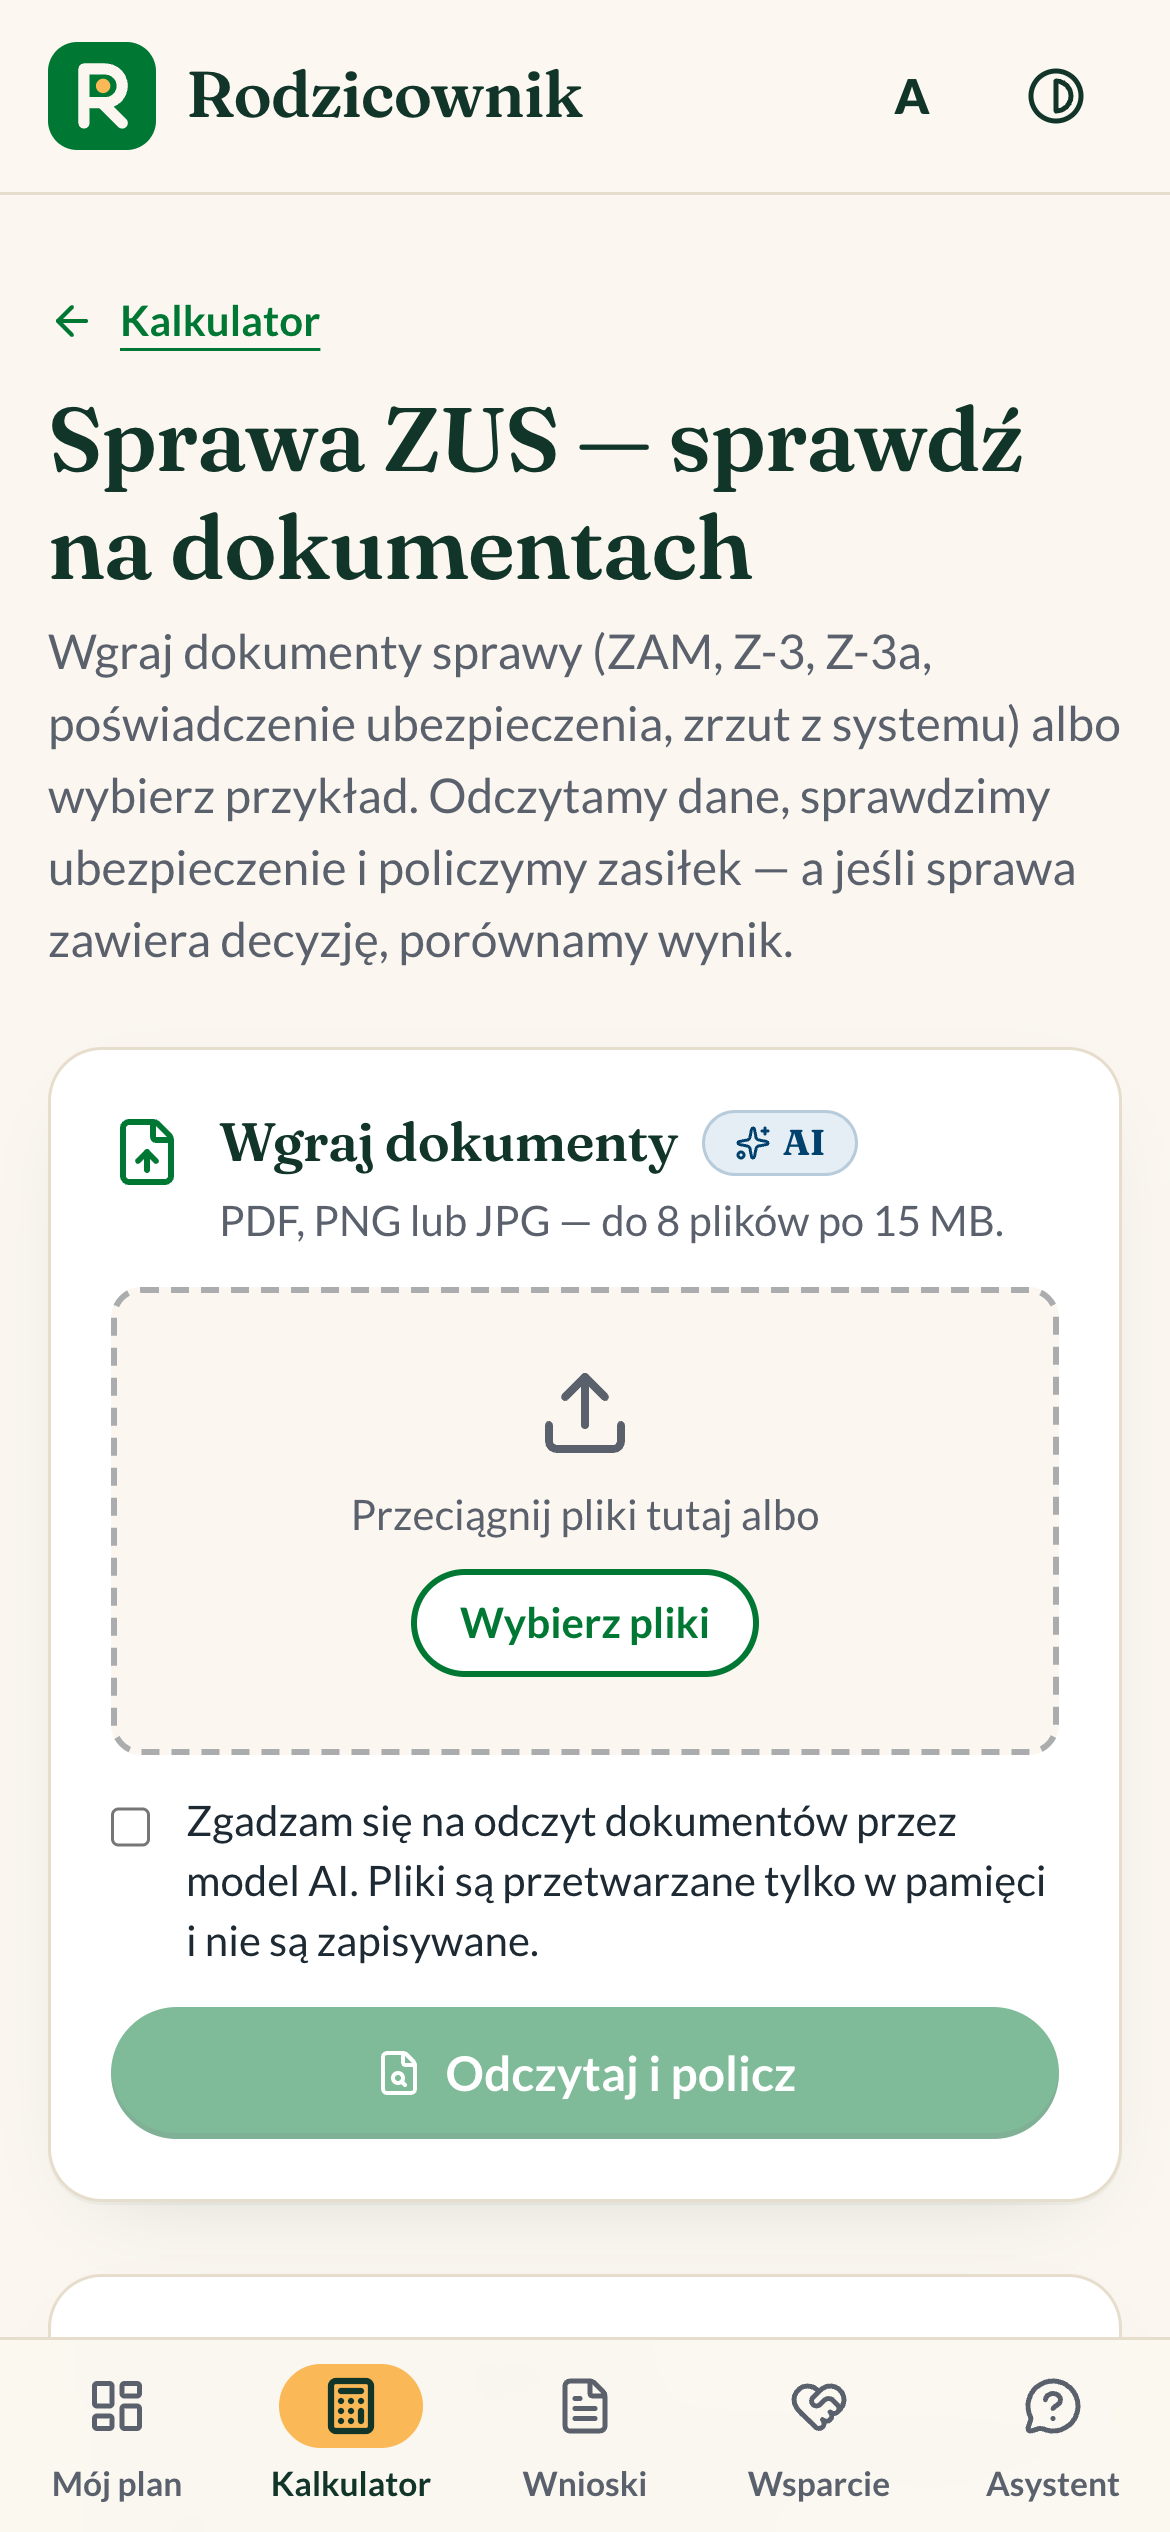 R Rodzicownik A
Kalkulator
Sprawa ZUS — sprawdź
na dokumentach
Wgraj dokumenty sprawy (ZAM, Z-3, Z-3a,
poświadczenie ubezpieczenia, zrzut z systemu) albo
wybierz przykład. Odczytamy dane, sprawdzimy
ubezpieczenie i policzymy zasiłek — a jeśli sprawa
zawiera decyzję, porównamy wynik.
Wgraj dokumenty AI
PDF, PNG lub JPG — do 8 plików po 15 MB.
Przeciągnij pliki tutaj albo
Wybierz pliki
Zgadzam się na odczyt dokumentów przez
model AI. Pliki są przetwarzane tylko w pamięci
i nie są zapisywane.
Odczytaj i policz
Mój plan Kalkulator Wnioski Wsparcie Asystent